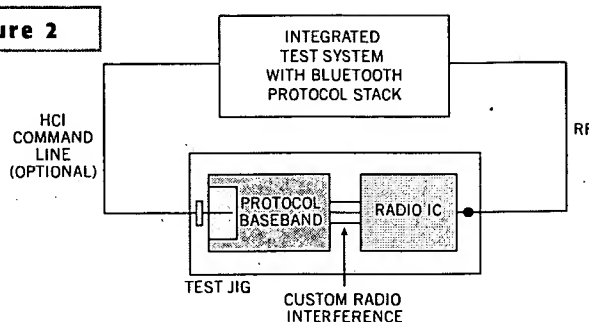 ure 2
INTEGRATED
TEST SYSTEM
WITH BLUETOOTH
PROTOCOL STACK
HCI
COMMAND
LINE
(OPTIONAL)
RF
PROTOCOL
BASEBAND
RADIO IC
TEST JIG
CUSTOM RADIO
INTERFERENCE